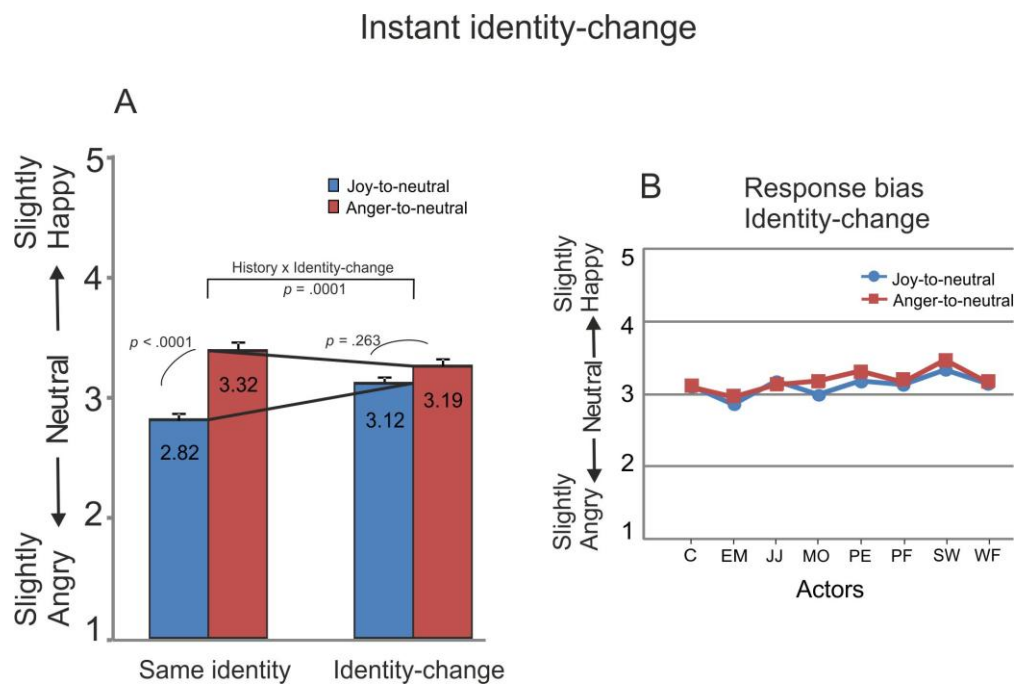 Instant identity-change
A
Slightly
Happy
Neutral
Slightly
Angry
5
4
3
2
1
Joy-to-neutral
Anger-to-neutral
History x Identity-change
p = .0001
p < .0001
p = .263
2.82
3.32
3.12
3.19
Same identity
Identity-change
B
Response bias
Identity-change
Slightly
Happy
Neutral
Slightly
Angry
5
4
3
2
1
Joy-to-neutral
Anger-to-neutral
C EM JJ MO PE PF SW WF
Actors